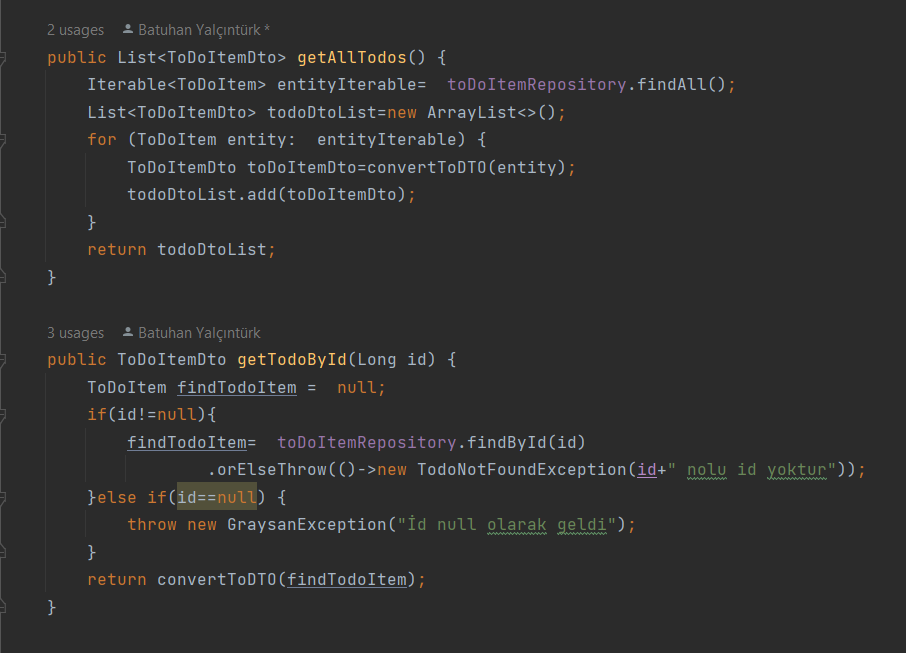 2 usages Batuhan Yalçıntürk *
public List<ToDoItemDto> getAllTodos() {
Iterable<ToDoItem> entityIterable=  toDoItemRepository.findAll();
List<ToDoItemDto> todoDtoList=new ArrayList<>();
for (ToDoItem entity:  entityIterable) {
ToDoItemDto toDoItemDto=convertToDTO(entity);
todoDtoList.add(toDoItemDto);
}
return todoDtoList;
}
3 usages Batuhan Yalçıntürk
public ToDoItemDto getTodoById(Long id) {
ToDoItem findTodoItem =  null;
if(id!=null){
findTodoItem=  toDoItemRepository.findById(id)
.orElseThrow(()->new TodoNotFoundException(id+" nolu id yoktur"));
}else if(id==null) {
throw new GraysanException("İd null olarak geldi");
}
return convertToDTO(findTodoItem);
}